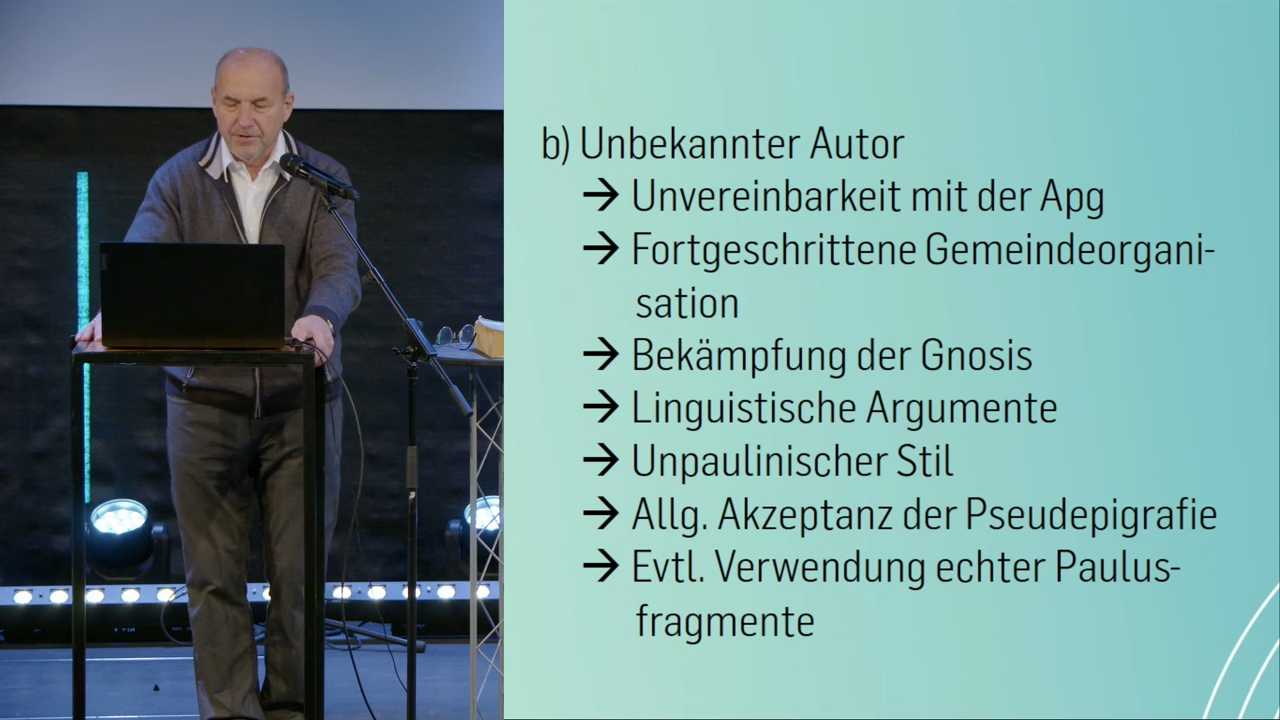 b) Unbekannter Autor
→ Unvereinbarkeit mit der Apg
→ Fortgeschrittene Gemeindeorgani-
sation
→ Bekämpfung der Gnosis
→ Linguistische Argumente
→ Unpaulinischer Stil
→ Allg. Akzeptanz der Pseudepigrafie
→ Evtl. Verwendung echter Paulus-
fragmente